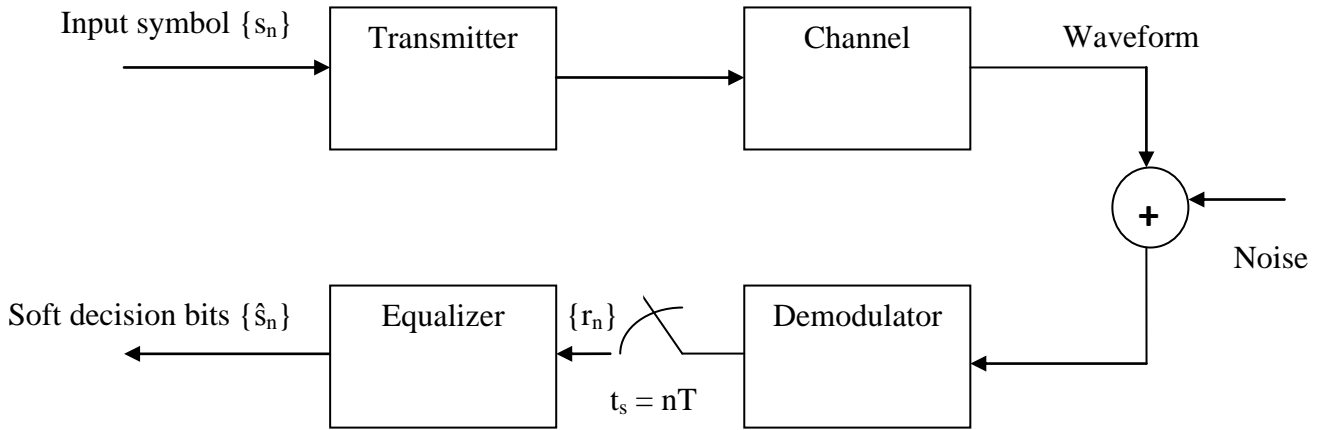 Input symbol {sₙ}
Transmitter
Channel
Waveform
+
Noise
Soft decision bits {ŝₙ}
Equalizer
{rₙ}
Demodulator
tₛ = nT